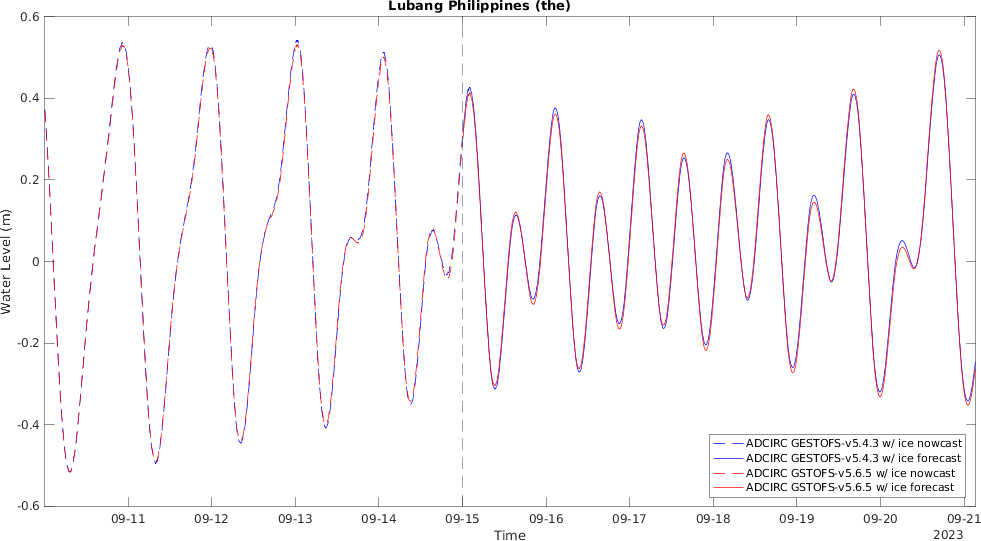 Lubang Philippines (the)
0.6
0.4
0.2
0
-0.2
-0.4
-0.6
Water Level (m)
ADCIRC GESTOFS-v5.4.3 w/ ice nowcast
ADCIRC GESTOFS-v5.4.3 w/ ice forecast
ADCIRC GSTOFS-v5.6.5 w/ ice nowcast
ADCIRC GSTOFS-v5.6.5 w/ ice forecast
09-11 09-12 09-13 09-14 09-15 09-16 09-17 09-18 09-19 09-20 09-21
Time
2023